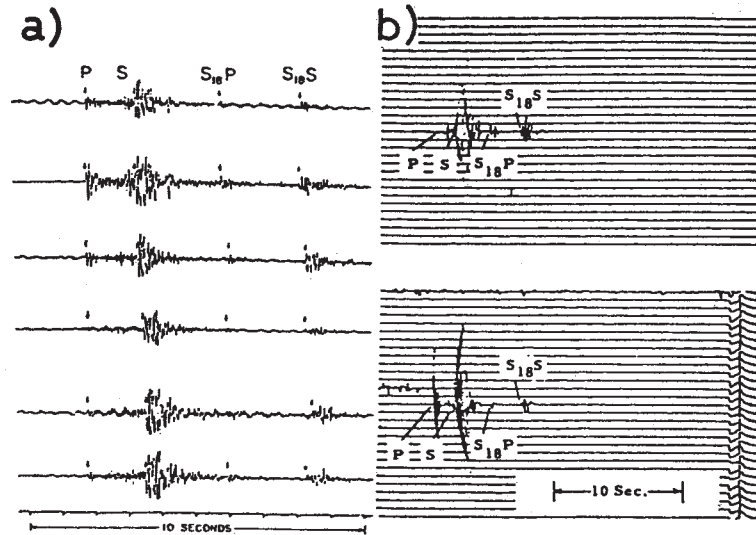 a)
P S S₁₈P S₁₈S
10 SECONDS
b)
S₁₈S
P S S₁₈P
S₁₈S
P S S₁₈P
10 Sec.